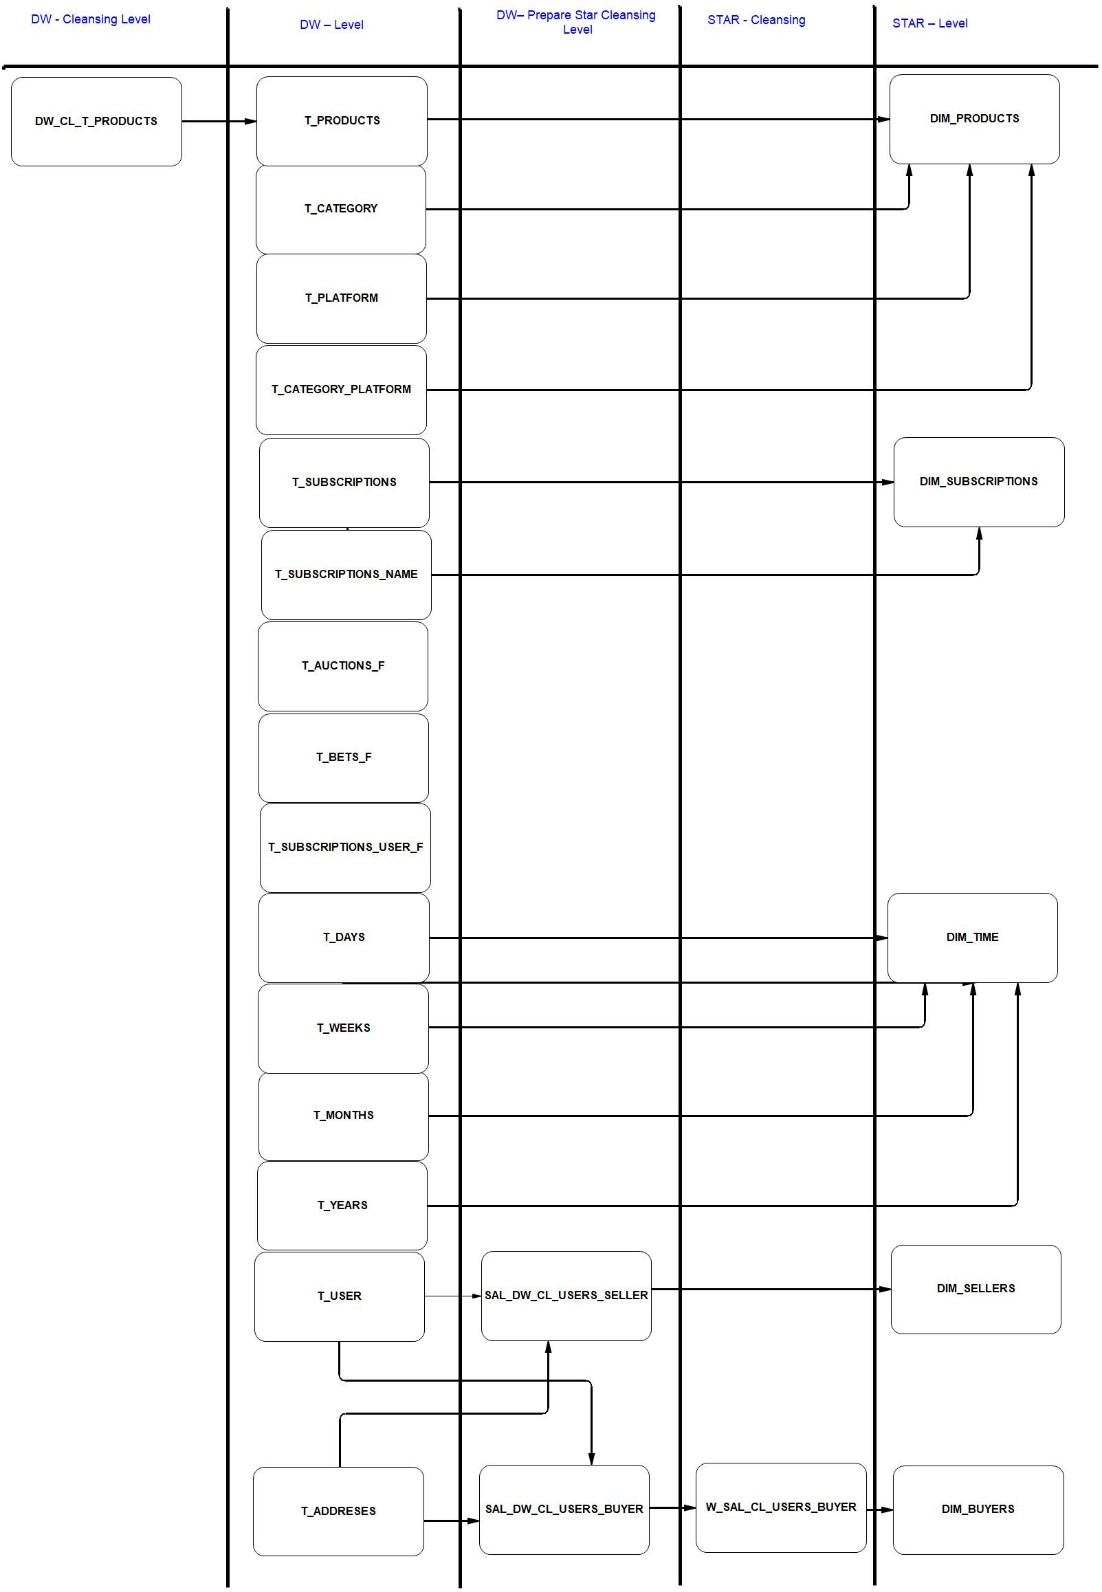 DW - Cleansing Level
DW – Level
DW– Prepare Star Cleansing
Level
STAR - Cleansing
STAR – Level
DW_CL_T_PRODUCTS
T_PRODUCTS
DIM_PRODUCTS
T_CATEGORY
T_PLATFORM
T_CATEGORY_PLATFORM
T_SUBSCRIPTIONS
DIM_SUBSCRIPTIONS
T_SUBSCRIPTIONS_NAME
T_AUCTIONS_F
T_BETS_F
T_SUBSCRIPTIONS_USER_F
T_DAYS
DIM_TIME
T_WEEKS
T_MONTHS
T_YEARS
T_USER
SAL_DW_CL_USERS_SELLER
DIM_SELLERS
T_ADDRESES
SAL_DW_CL_USERS_BUYER
W_SAL_CL_USERS_BUYER
DIM_BUYERS